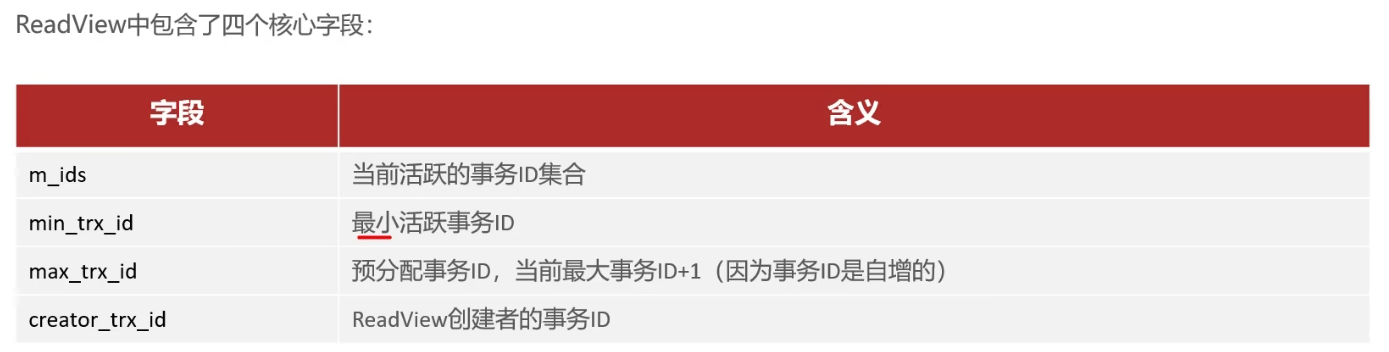 ReadView中包含了四个核心字段：
字段 含义
m_ids 当前活跃的事务ID集合
min_trx_id 最小活跃事务ID
max_trx_id 预分配事务ID，当前最大事务ID+1（因为事务ID是自增的）
creator_trx_id ReadView创建者的事务ID